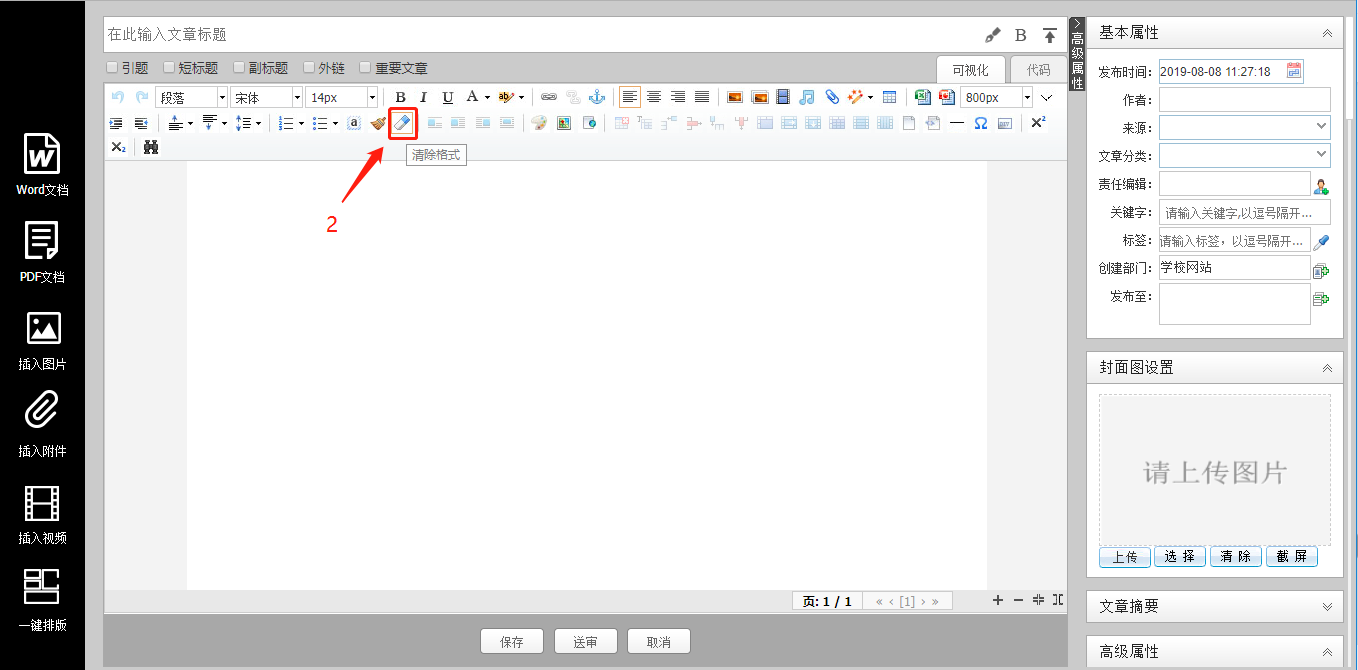 Word文档
PDF文档
插入图片
插入附件
插入视频
一键排版
在此输入文章标题
B
引题 短标题 副标题 外链 重要文章
可视化 代码
段落 宋体 14px B I U A ab 800px
a Ω X²
X₂
清除格式
2
页: 1 / 1 « ‹ [1] › »
保存 送审 取消
高级属性
基本属性
发布时间: 2019-08-08 11:27:18
作者:
来源:
文章分类:
责任编辑:
关键字: 请输入关键字,以逗号隔开...
标签: 请输入标签，以逗号隔开...
创建部门: 学校网站
发布至:
封面图设置
请上传图片
上传 选择 清除 截屏
文章摘要
高级属性